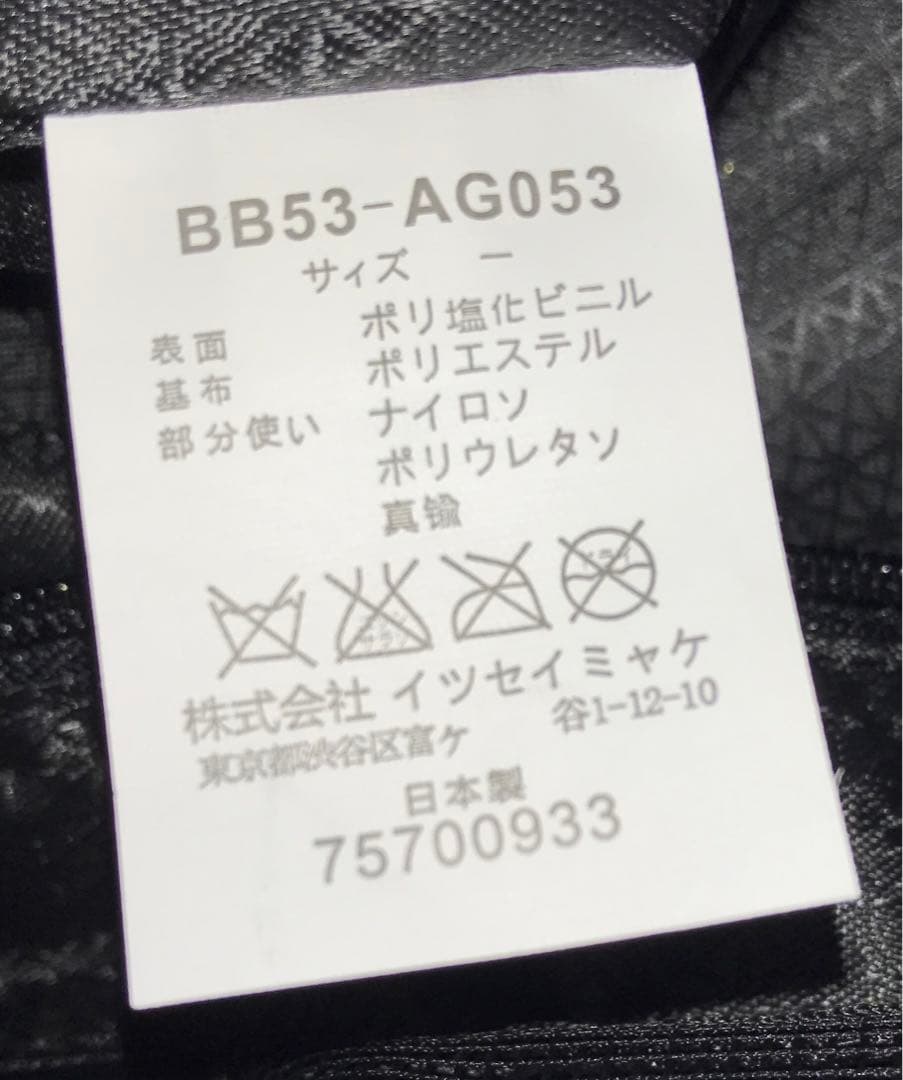 BB53-AG053
サイズ ー
表面 ポリ塩化ビニル
基布 ポリエステル
部分使い ナイロソ
ポリウレタソ
真鍮
株式会社 イツセイミャケ
東京都渋谷区富ケ 谷1-12-10
日本製
75700933